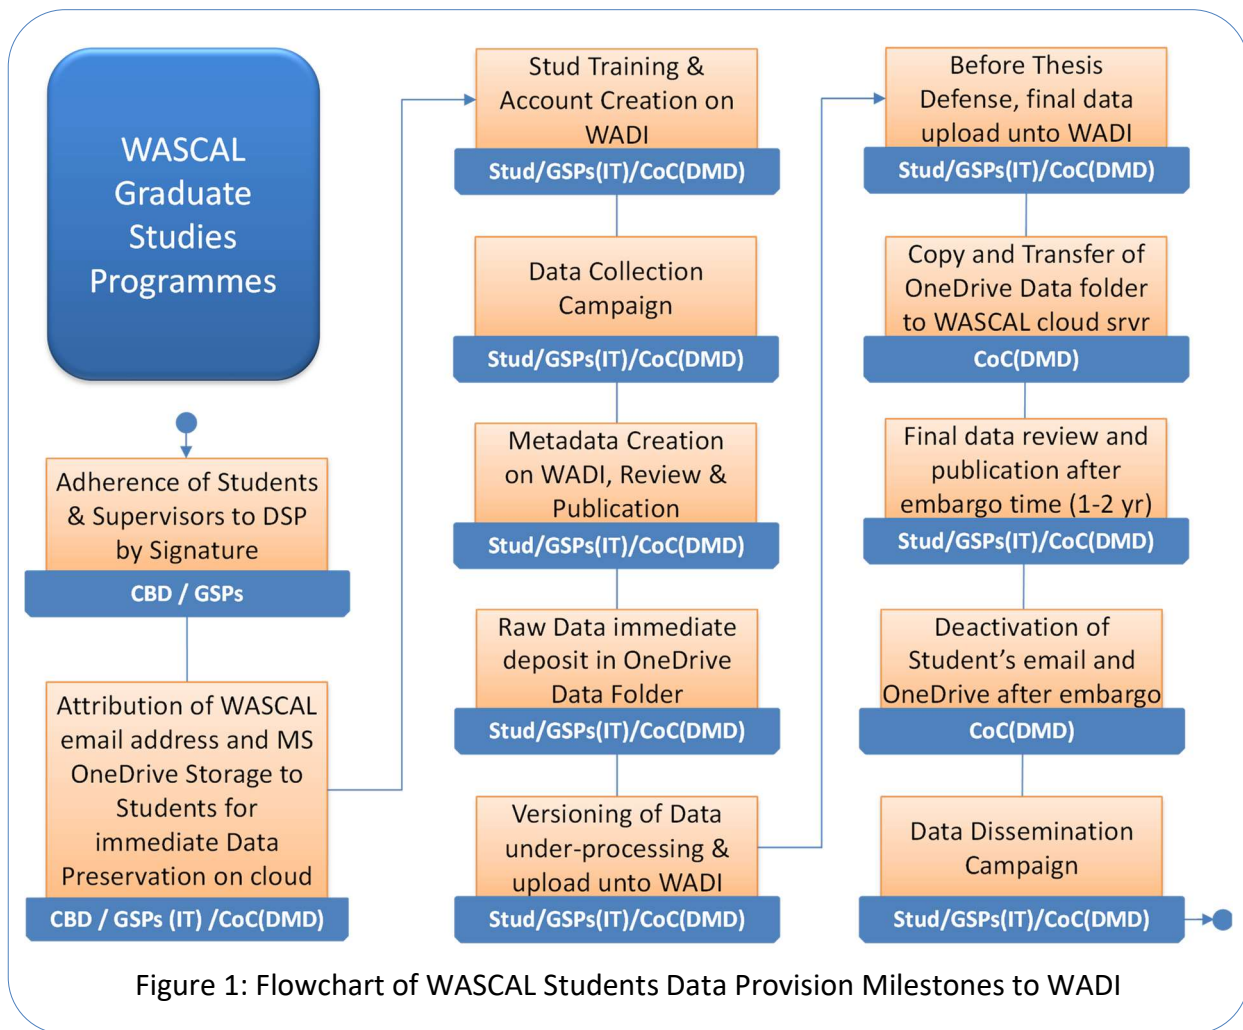 WASCAL
Graduate
Studies
Programmes
Adherence of Students
& Supervisors to DSP
by Signature
CBD / GSPs
Attribution of WASCAL
email address and MS
OneDrive Storage to
Students for
immediate Data
Preservation on cloud
CBD / GSPs (IT) /CoC(DMD)
Stud Training &
Account Creation on
WADI
Stud/GSPs(IT)/CoC(DMD)
Data Collection
Campaign
Stud/GSPs(IT)/CoC(DMD)
Metadata Creation
on WADI, Review &
Publication
Stud/GSPs(IT)/CoC(DMD)
Raw Data immediate
deposit in OneDrive
Data Folder
Stud/GSPs(IT)/CoC(DMD)
Versioning of Data
under-processing &
upload unto WADI
Stud/GSPs(IT)/CoC(DMD)
Before Thesis
Defense, final data
upload unto WADI
Stud/GSPs(IT)/CoC(DMD)
Copy and Transfer of
OneDrive Data folder
to WASCAL cloud srvr
CoC(DMD)
Final data review and
publication after
embargo time (1-2 yr)
Stud/GSPs(IT)/CoC(DMD)
Deactivation of
Student’s email and
OneDrive after embargo
CoC(DMD)
Data Dissemination
Campaign
Stud/GSPs(IT)/CoC(DMD)
Figure 1: Flowchart of WASCAL Students Data Provision Milestones to WADI